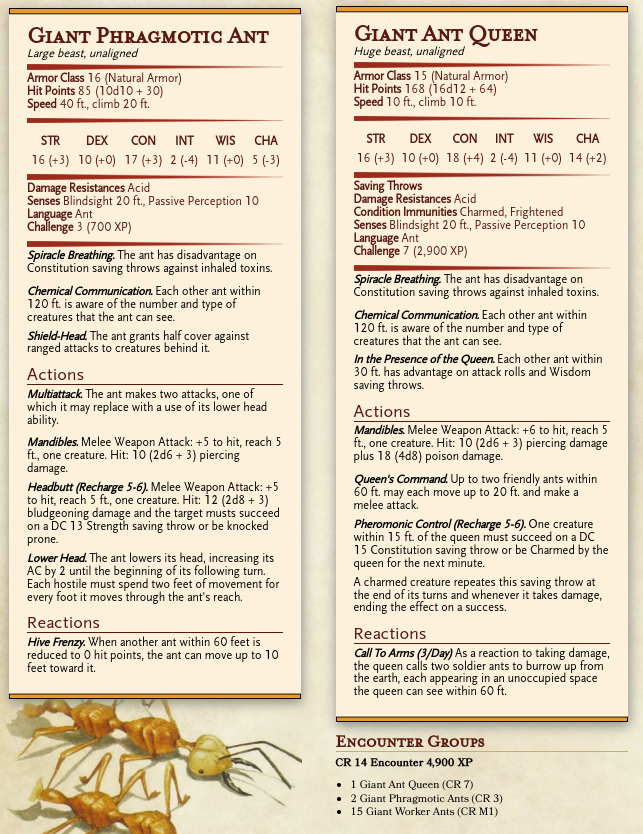 Giant Phragmotic Ant
Large beast, unaligned
Armor Class 16 (Natural Armor)
Hit Points 85 (10d10 + 30)
Speed 40 ft., climb 20 ft.
STR DEX CON INT WIS CHA
16 (+3) 10 (+0) 17 (+3) 2 (-4) 11 (+0) 5 (-3)
Damage Resistances Acid
Senses Blindsight 20 ft., Passive Perception 10
Language Ant
Challenge 3 (700 XP)
Spiracle Breathing. The ant has disadvantage on
Constitution saving throws against inhaled toxins.
Chemical Communication. Each other ant within
120 ft. is aware of the number and type of
creatures that the ant can see.
Shield-Head. The ant grants half cover against
ranged attacks to creatures behind it.
Actions
Multiattack. The ant makes two attacks, one of
which it may replace with a use of its lower head
ability.
Mandibles. Melee Weapon Attack: +5 to hit, reach 5
ft., one creature. Hit: 10 (2d6 + 3) piercing
damage.
Headbutt (Recharge 5-6). Melee Weapon Attack: +5
to hit, reach 5 ft., one creature. Hit: 12 (2d8 + 3)
bludgeoning damage and the target musts succeed
on a DC 13 Strength saving throw or be knocked
prone.
Lower Head. The ant lowers its head, increasing its
AC by 2 until the beginning of its following turn.
Each hostile must spend two feet of movement for
every foot it moves through the ant's reach.
Reactions
Hive Frenzy. When another ant within 60 feet is
reduced to 0 hit points, the ant can move up to 10
feet toward it.
Giant Ant Queen
Huge beast, unaligned
Armor Class 15 (Natural Armor)
Hit Points 168 (16d12 + 64)
Speed 10 ft., climb 10 ft.
STR DEX CON INT WIS CHA
16 (+3) 10 (+0) 18 (+4) 2 (-4) 11 (+0) 14 (+2)
Saving Throws
Damage Resistances Acid
Condition Immunities Charmed, Frightened
Senses Blindsight 20 ft., Passive Perception 10
Language Ant
Challenge 7 (2,900 XP)
Spiracle Breathing. The ant has disadvantage on
Constitution saving throws against inhaled toxins.
Chemical Communication. Each other ant within
120 ft. is aware of the number and type of
creatures that the ant can see.
In the Presence of the Queen. Each other ant within
30 ft. has advantage on attack rolls and Wisdom
saving throws.
Actions
Mandibles. Melee Weapon Attack: +6 to hit, reach 5
ft., one creature. Hit: 10 (2d6 + 3) piercing damage
plus 18 (4d8) poison damage.
Queen's Command. Up to two friendly ants within
60 ft. may each move up to 20 ft. and make a
melee attack.
Pheromonic Control (Recharge 5-6). One creature
within 15 ft. of the queen must succeed on a DC
15 Constitution saving throw or be Charmed by the
queen for the next minute.
A charmed creature repeates this saving throw at
the end of its turns and whenever it takes damage,
ending the effect on a success.
Reactions
Call To Arms (3/Day) As a reaction to taking damage,
the queen calls two soldier ants to burrow up from
the earth, each appearing in an unoccupied space
the queen can see within 60 ft.
Encounter Groups
CR 14 Encounter 4,900 XP
• 1 Giant Ant Queen (CR 7)
• 2 Giant Phragmotic Ants (CR 3)
• 15 Giant Worker Ants (CR M1)